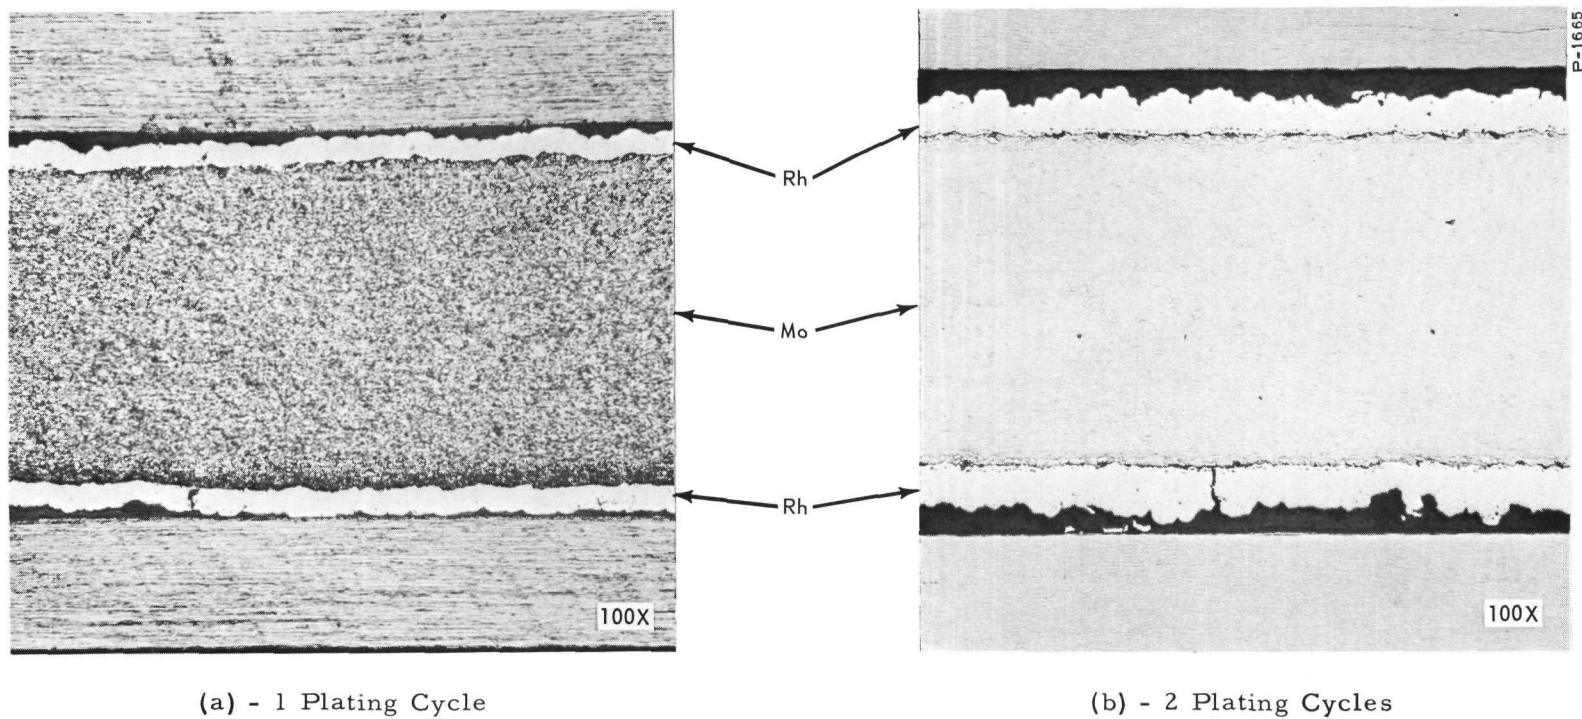 P-1665
Rh
Mo
Rh
100X
100X
(a) - 1 Plating Cycle
(b) - 2 Plating Cycles